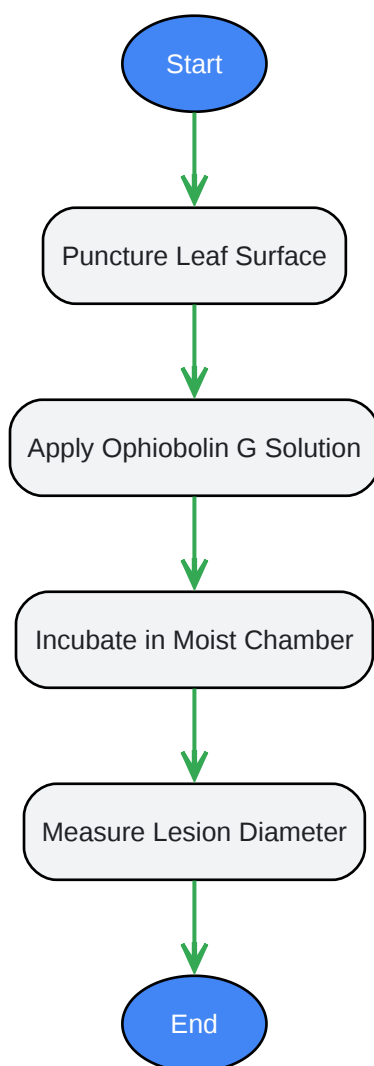 Start
Puncture Leaf Surface
Apply Ophiobolin G Solution
Incubate in Moist Chamber
Measure Lesion Diameter
End